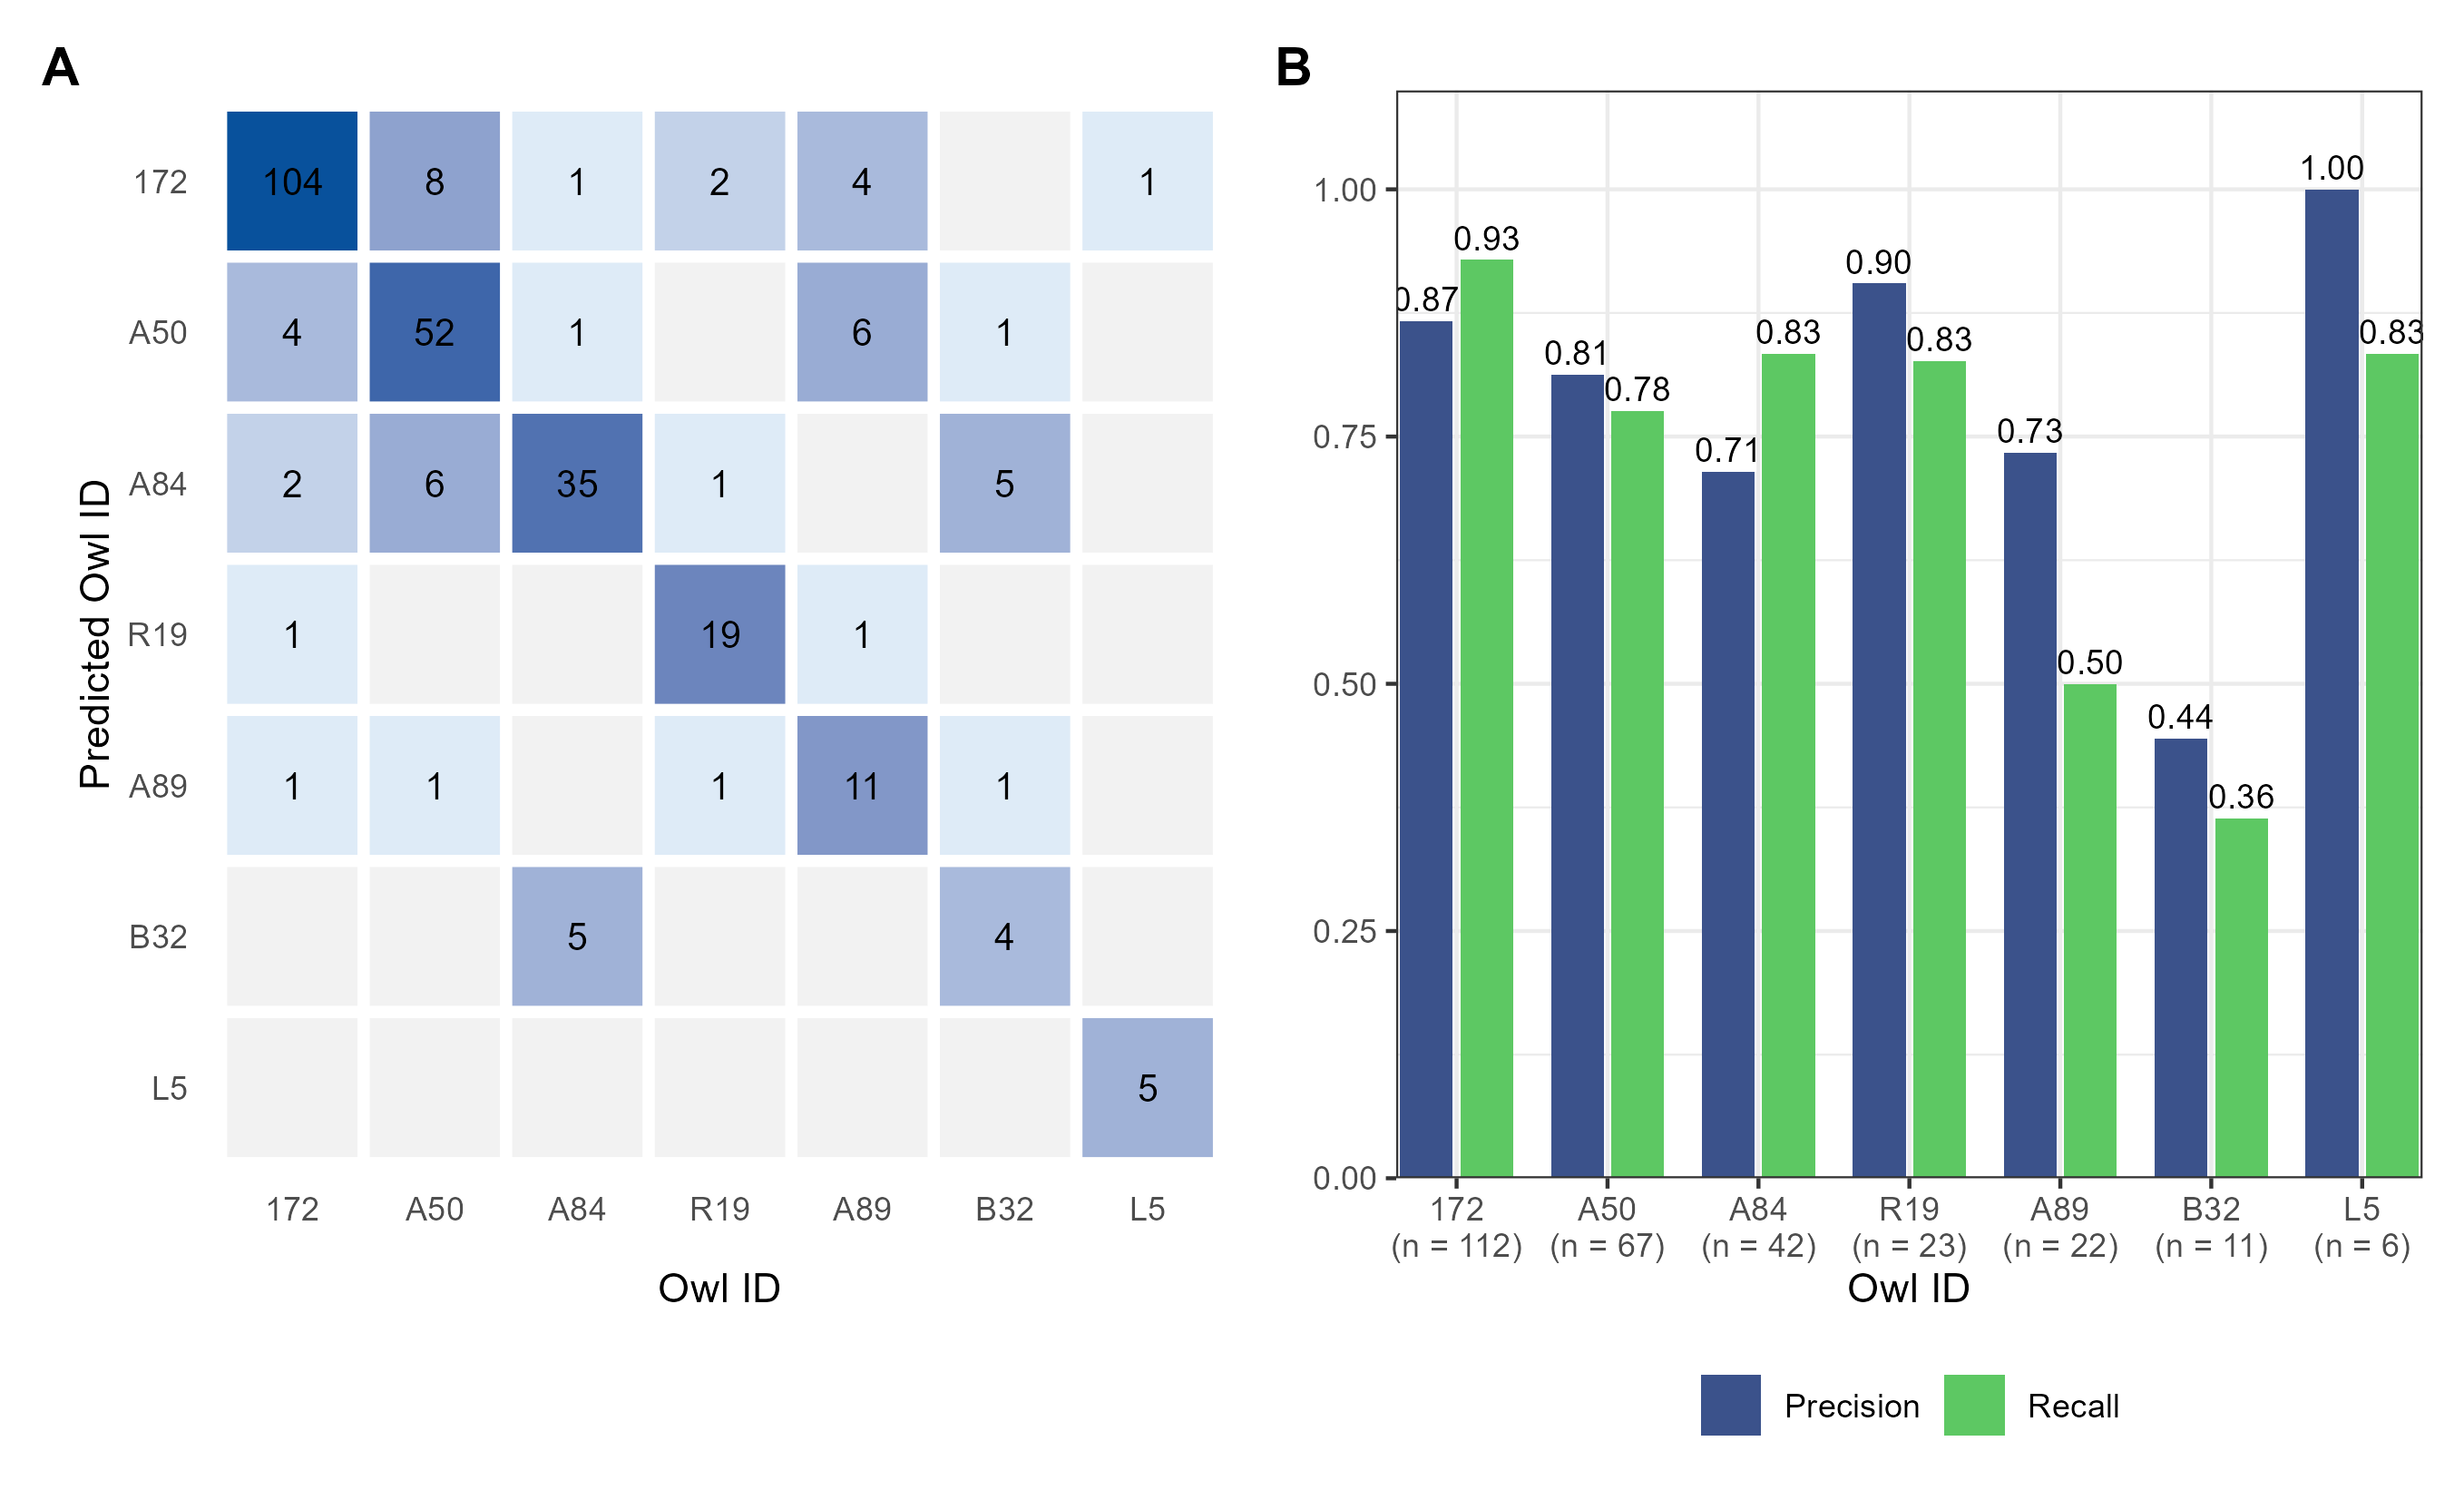 A
172 104 8 1 2 4 1
A50 4 52 1 6 1
A84 2 6 35 1 5
R19 1 19 1
A89 1 1 1 11 1
B32 5 4
L5 5
172 A50 A84 R19 A89 B32 L5
Owl ID
Predicted Owl ID
B
1.00
0.75
0.50
0.25
0.00
0.87 0.93 0.81 0.78 0.71 0.83 0.90 0.83 0.73 0.50 0.44 0.36 1.00 0.83
172 A50 A84 R19 A89 B32 L5
(n = 112) (n = 67) (n = 42) (n = 23) (n = 22) (n = 11) (n = 6)
Owl ID
Precision Recall